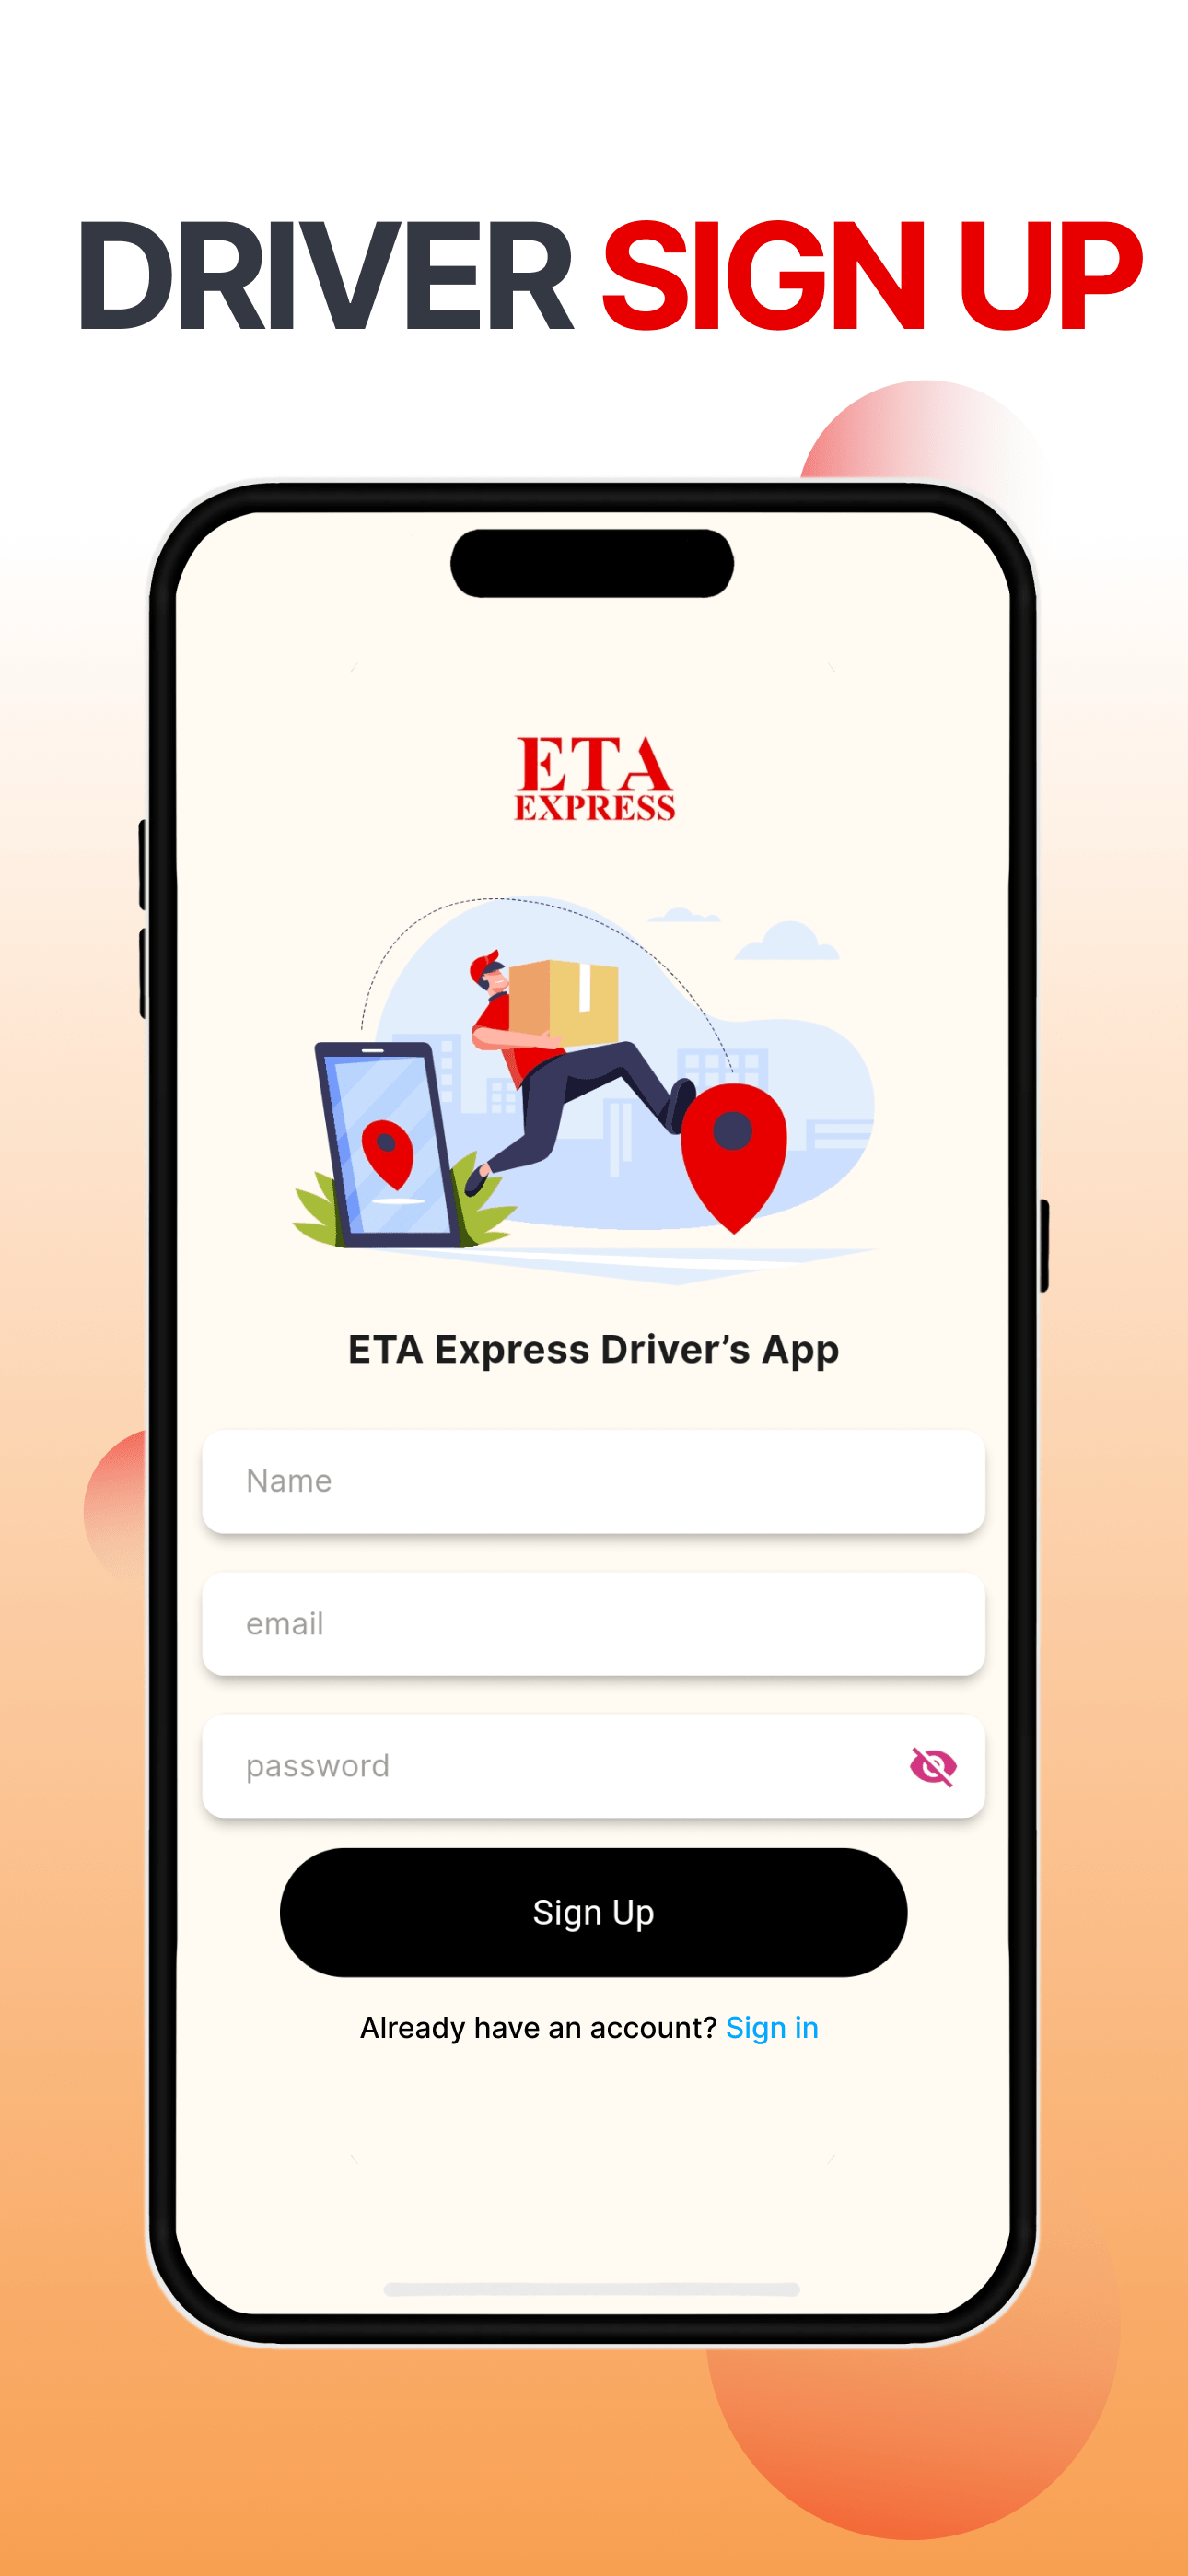 DRIVER SIGN UP
ETA
EXPRESS
ETA Express Driver’s App
Name
email
password
Sign Up
Already have an account? Sign in